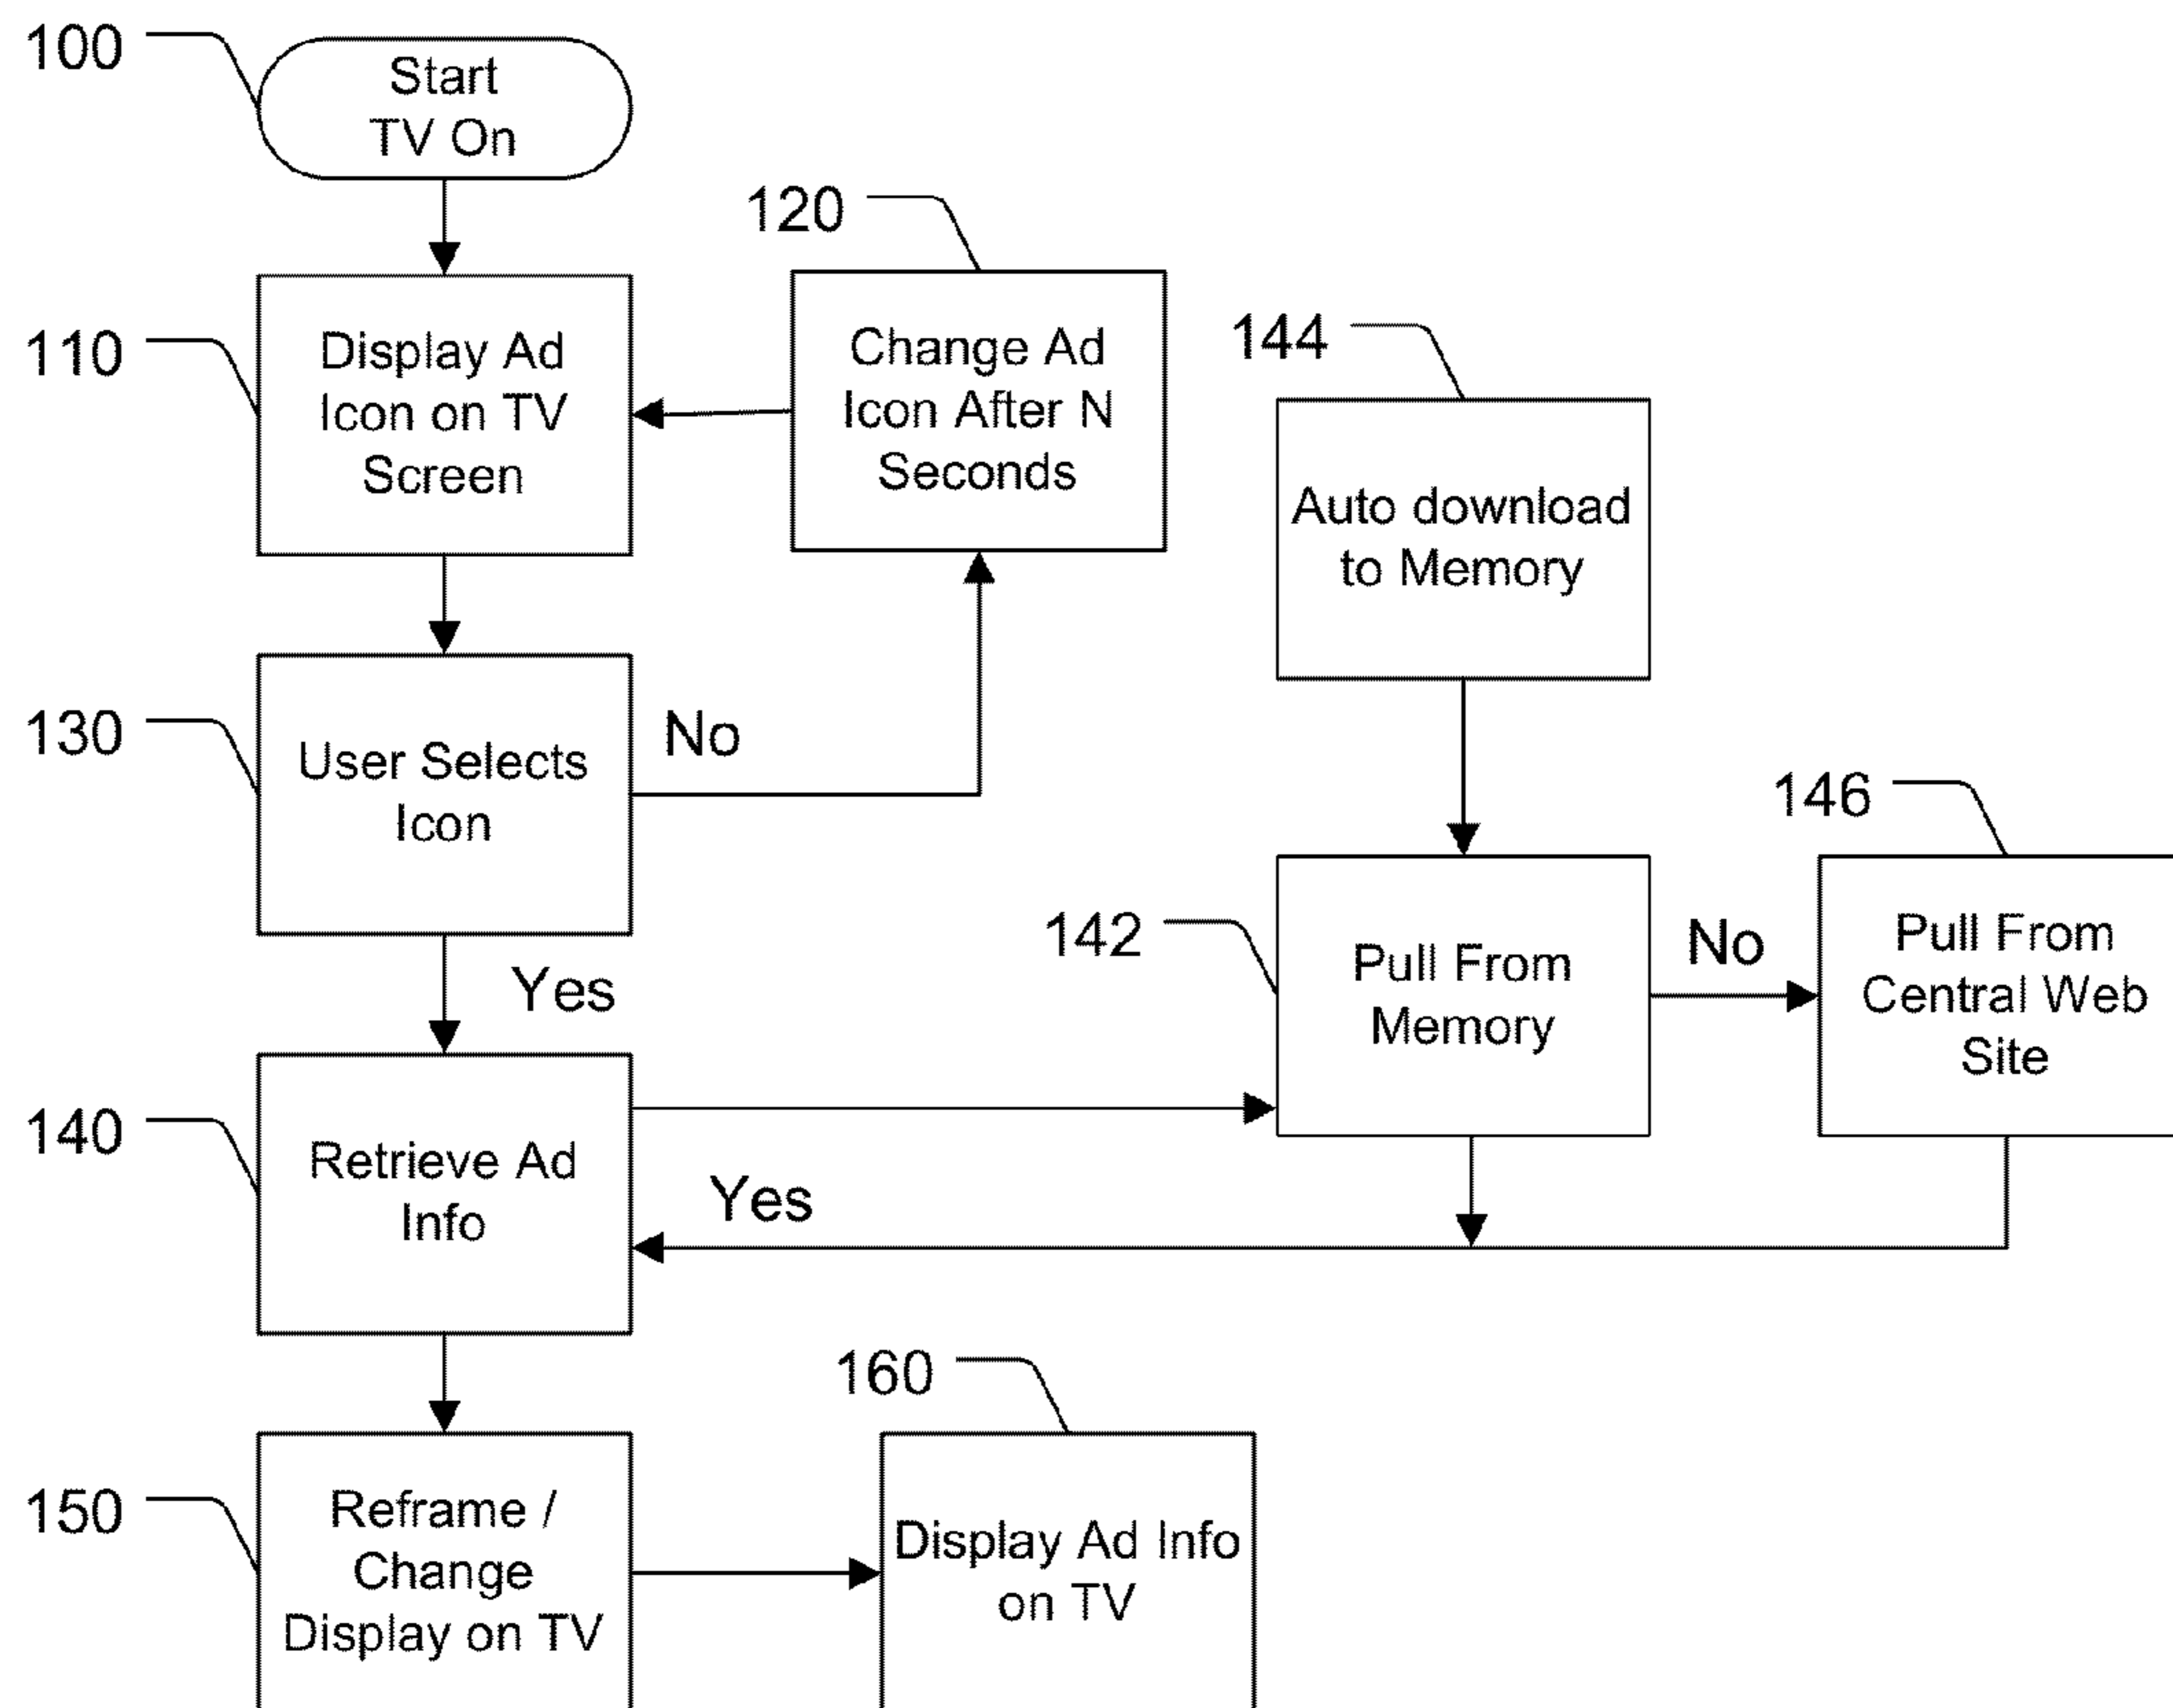 100
Start
TV On
120
110
Display Ad
Icon on TV
Screen
Change Ad
Icon After N
Seconds
144
Auto download
to Memory
130
User Selects
Icon
No
146
142
Pull From
Memory
No
Pull From
Central Web
Site
Yes
140
Retrieve Ad
Info
Yes
160
150
Reframe /
Change
Display on TV
Display Ad Info
on TV